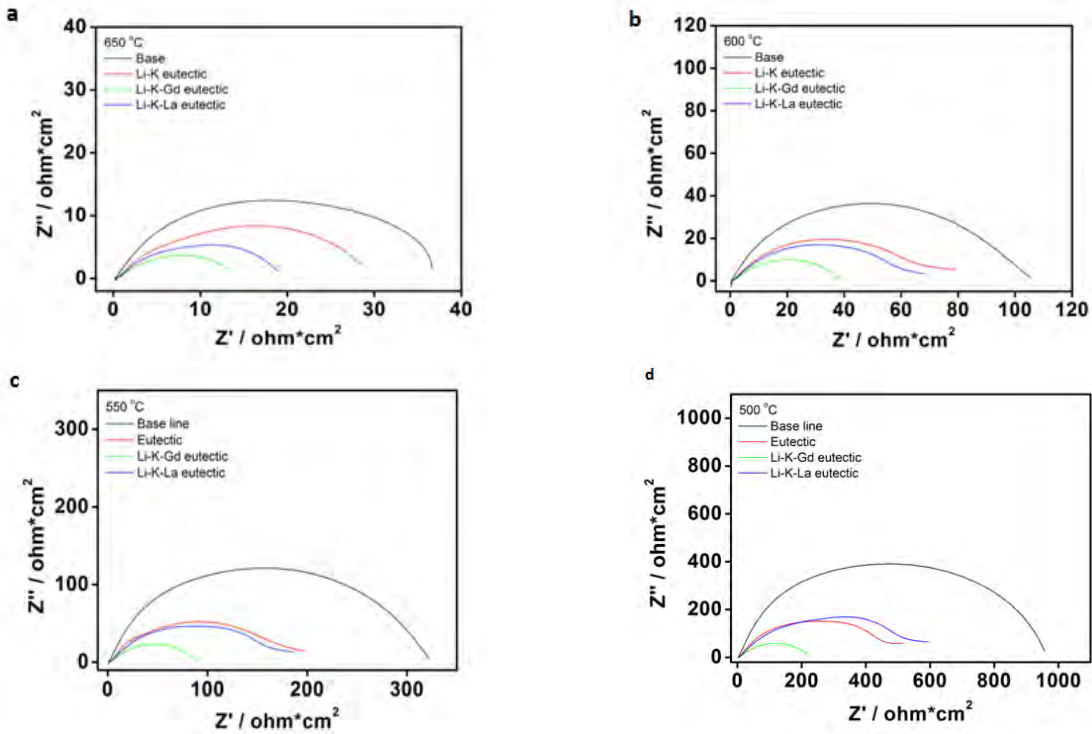 a
650 °C
Base
Li-K eutectic
Li-K-Gd eutectic
Li-K-La eutectic
40
30
20
10
0
Z'' / ohm*cm²
0 10 20 30 40
Z' / ohm*cm²
b
600 °C
Base
Li-K eutectic
Li-K-Gd eutectic
Li-K-La eutectic
120
100
80
60
40
20
0
Z'' / ohm*cm²
0 20 40 60 80 100 120
Z' / ohm*cm²
c
550 °C
Base line
Eutectic
Li-K-Gd eutectic
Li-K-La eutectic
300
200
100
0
Z'' / ohm*cm²
0 100 200 300
Z' / ohm*cm²
d
500 °C
Base line
Eutectic
Li-K-Gd eutectic
Li-K-La eutectic
1000
800
600
400
200
0
Z'' / ohm*cm²
0 200 400 600 800 1000
Z' / ohm*cm²